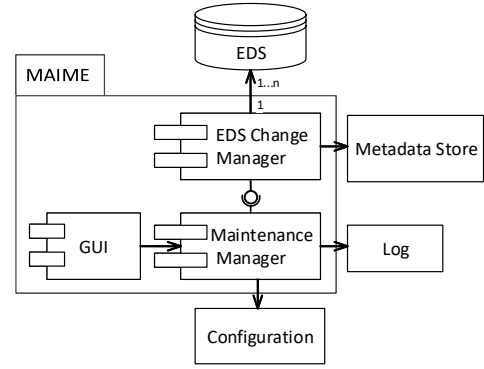 EDS
MAIME
1...n
1
EDS Change
Manager
Metadata Store
GUI
Maintenance
Manager
Log
Configuration